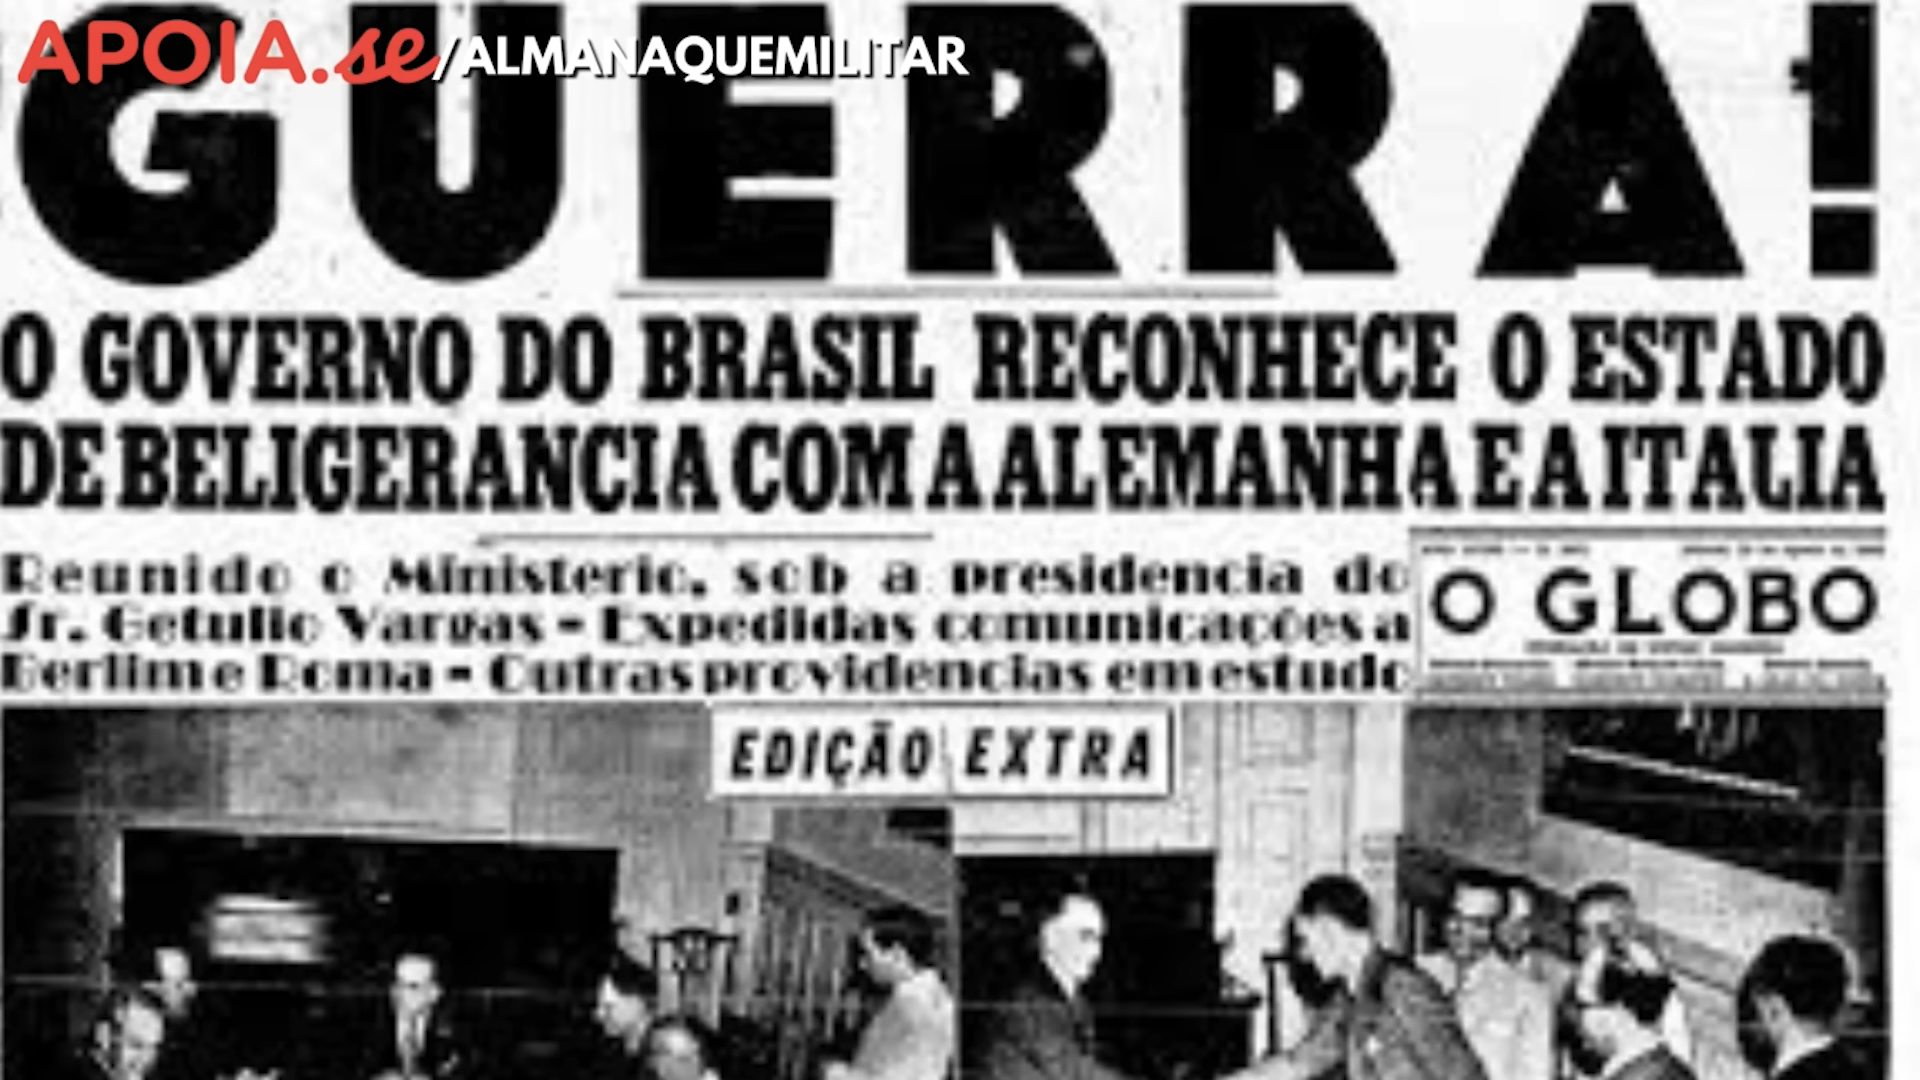 APOIA.se/ALMANAQUEMILITAR
GUERRA!
O GOVERNO DO BRASIL RECONHECE O ESTADO
DE BELIGERANCIA COM A ALEMANHA E A ITALIA
Reunido o Ministerio, sob a presidencia do
Sr. Getulio Vargas - Expedidas comunicações a
Berlim e Roma - Outras providencias em estudo
O GLOBO
EDIÇÃO EXTRA